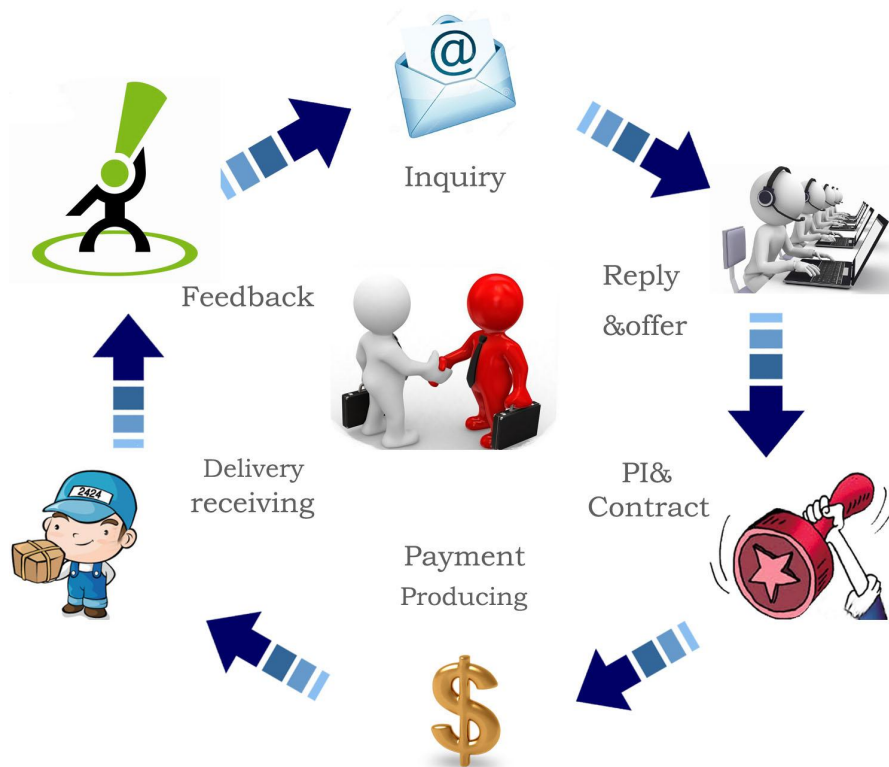 @
Inquiry
Reply
&offer
PI&
Contract
Payment
Producing
2424
Delivery
receiving
Feedback